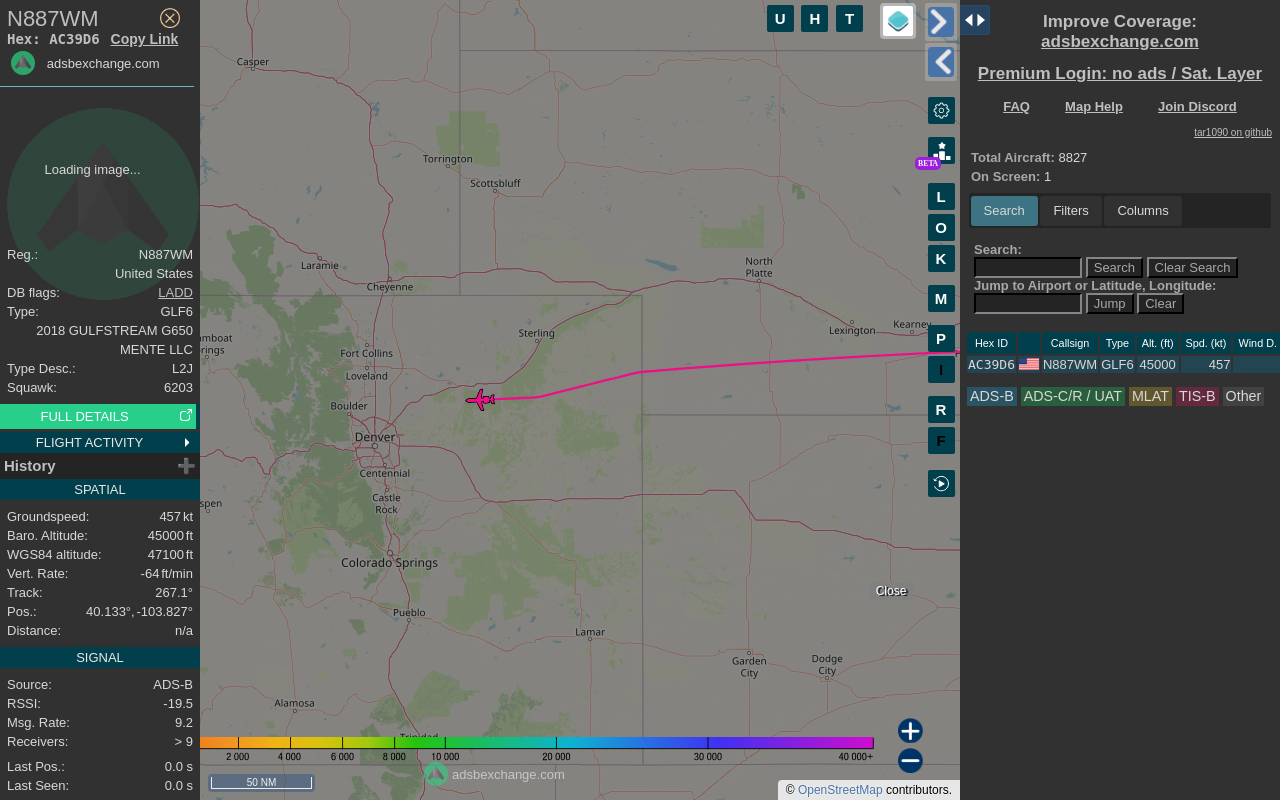 N887WM
Hex: AC39D6 Copy Link
adsbexchange.com
Loading image...
Reg.: N887WM
United States
DB flags: LADD
Type: GLF6
2018 GULFSTREAM G650
MENTE LLC
Type Desc.: L2J
Squawk: 6203
FULL DETAILS
FLIGHT ACTIVITY
History
SPATIAL
Groundspeed: 457 kt
Baro. Altitude: 45000 ft
WGS84 altitude: 47100 ft
Vert. Rate: -64 ft/min
Track: 267.1°
Pos.: 40.133°, -103.827°
Distance: n/a
SIGNAL
Source: ADS-B
RSSI: -19.5
Msg. Rate: 9.2
Receivers: > 9
Last Pos.: 0.0 s
Last Seen: 0.0 s
U H T
Casper
Torrington
Scottsbluff
Laramie
Cheyenne
North
Platte
Sterling
Lexington
Kearney
Fort Collins
Loveland
Boulder
Denver
Centennial
Castle
Rock
Colorado Springs
Pueblo
Lamar
Garden
City
Dodge
City
Alamosa
Trinidad
BETA
L
O
K
M
P
I
R
F
Close
2 000 4 000 6 000 8 000 10 000 20 000 30 000 40 000+
50 NM
adsbexchange.com
© OpenStreetMap contributors.
Improve Coverage:
adsbexchange.com
Premium Login: no ads / Sat. Layer
FAQ Map Help Join Discord
tar1090 on github
Total Aircraft: 8827
On Screen: 1
Search Filters Columns
Search:
Search Clear Search
Jump to Airport or Latitude, Longitude:
Jump Clear
Hex ID Callsign Type Alt. (ft) Spd. (kt) Wind D.
AC39D6 N887WM GLF6 45000 457
ADS-B ADS-C/R / UAT MLAT TIS-B Other